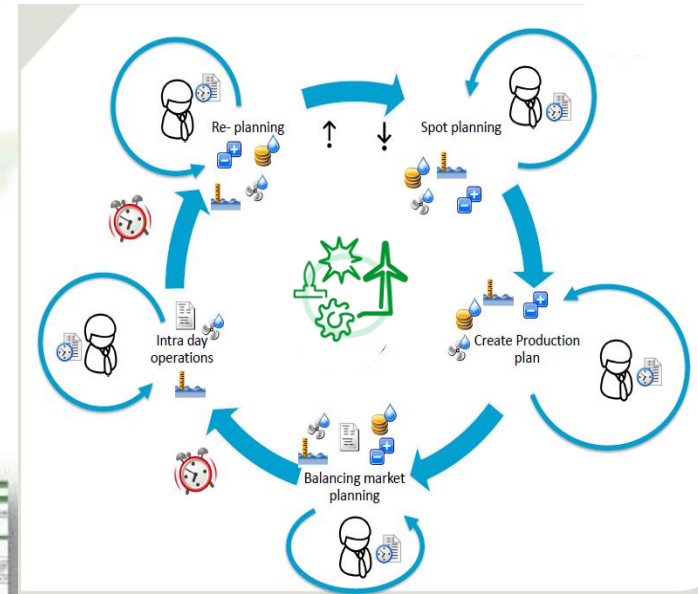 Re- planning
Spot planning
Intra day
operations
Create Production
plan
Balancing market
planning